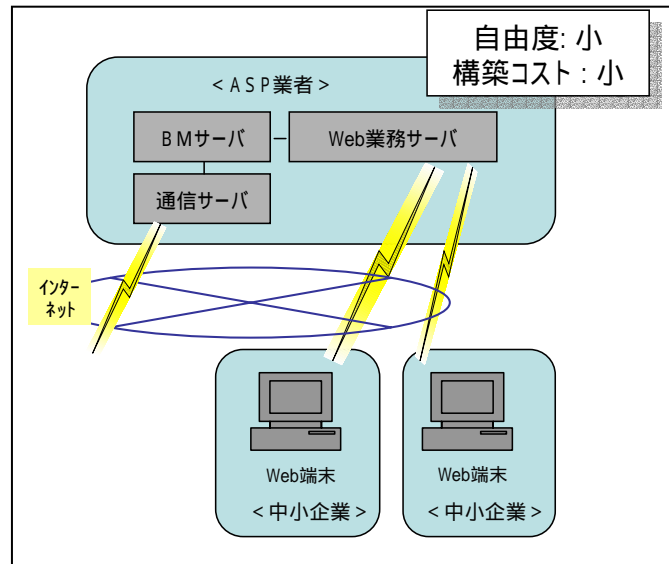 自由度: 小
構築コスト : 小
<ASP業者>
BMサーバ
Web業務サーバ
通信サーバ
インター
ネット
Web端末
Web端末
<中小企業>
<中小企業>